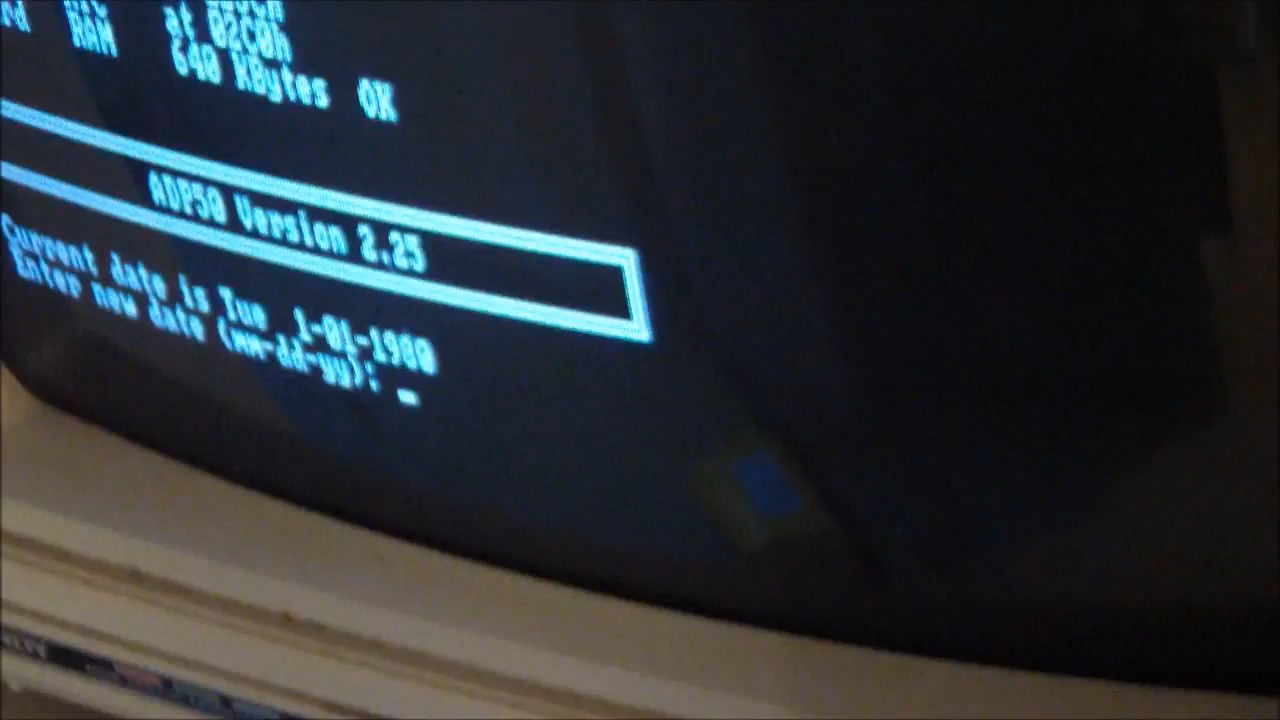 at 02C0h
RAM 640 KBytes OK
ADP50 Version 2.25
Current date is Tue 1-01-1980
Enter new date (mm-dd-yy): _